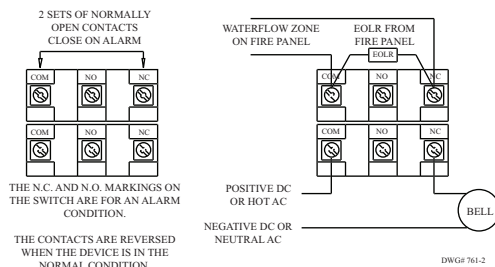 2 SETS OF NORMALLY
OPEN CONTACTS
CLOSE ON ALARM
COM NO NC
COM NO NC
THE N.C. AND N.O. MARKINGS ON
THE SWITCH ARE FOR AN ALARM
CONDITION.
THE CONTACTS ARE REVERSED
WHEN THE DEVICE IS IN THE
NORMAL CONDITION
WATERFLOW ZONE
ON FIRE PANEL
EOLR FROM
FIRE PANEL
EOLR
COM NO NC
COM NO NC
POSITIVE DC
OR HOT AC
NEGATIVE DC OR
NEUTRAL AC
BELL
DWG# 761-2